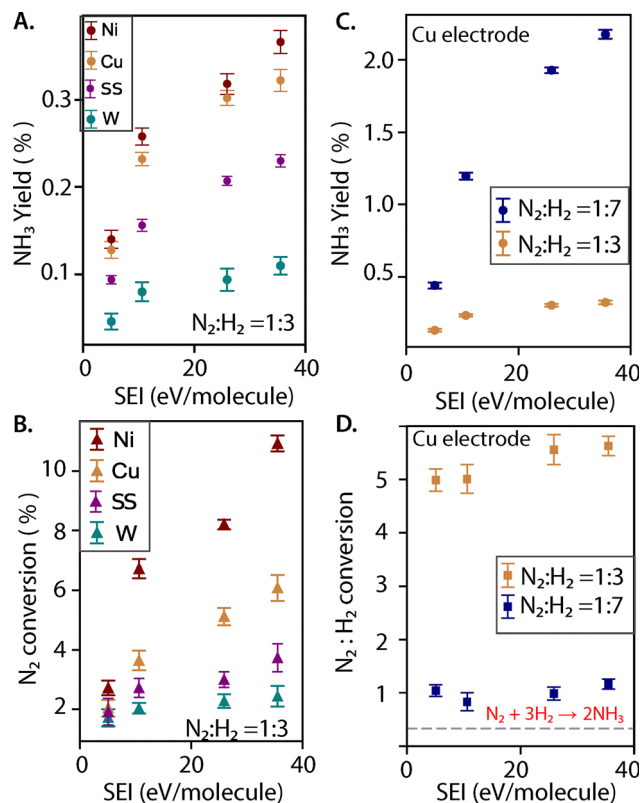 A.
Ni
Cu
SS
W
0.3
0.2
0.1
NH₃ Yield ( % )
N₂:H₂ =1:3
0
20
40
SEI (eV/molecule)
C.
Cu electrode
2.0
1.5
1.0
0.5
NH₃ Yield ( % )
N₂:H₂ =1:7
N₂:H₂ =1:3
0
20
40
SEI (eV/molecule)
B.
Ni
Cu
SS
W
10
8
6
4
2
N₂ conversion ( % )
N₂:H₂ =1:3
0
20
40
SEI (eV/molecule)
D.
Cu electrode
5
4
3
2
1
0
N₂ : H₂ conversion
N₂:H₂ =1:3
N₂:H₂ =1:7
N₂ + 3H₂ → 2NH₃
0
20
40
SEI (eV/molecule)